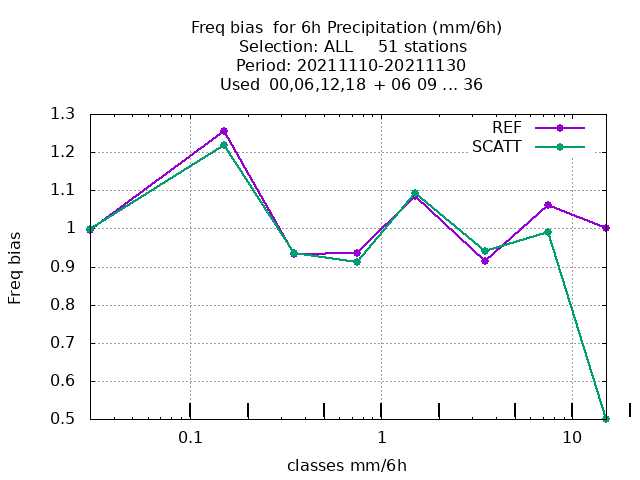 Freq bias  for 6h Precipitation (mm/6h)
Selection: ALL     51 stations
Period: 20211110-20211130
Used  00,06,12,18  + 06 09 ... 36
REF
SCATT
1.3
1.2
1.1
1
0.9
0.8
0.7
0.6
0.5
Freq bias
0.1
1
10
classes mm/6h